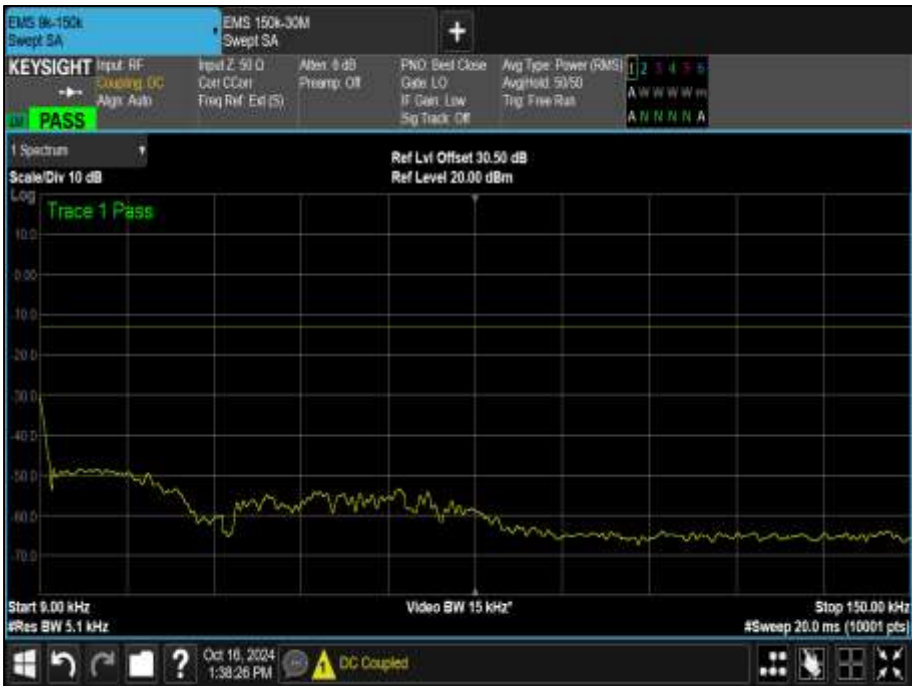 EMS 9k-150k
Swept SA
EMS 150k-30M
Swept SA
+
KEYSIGHT
Input: RF
Coupling: DC
Align: Auto
Input Z: 50 Ω
Corr CCorr
Freq Ref: Ext (S)
Atten: 6 dB
Preamp: Off
PNO: Best Close
Gate: LO
IF Gain: Low
Sig Track: Off
Avg Type: Power (RMS)
Avg|Hold: 50/50
Trig: Free Run
1 2 3 4 5 6
A W W W W
A N N N N A
PASS
1 Spectrum
Scale/Div 10 dB
Ref Lvl Offset 30.50 dB
Ref Level 20.00 dBm
Log
Trace 1 Pass
10.0
0.00
-10.0
-20.0
-30.0
-40.0
-50.0
-60.0
-70.0
Start 9.00 kHz
#Res BW 5.1 kHz
Video BW 15 kHz*
Stop 150.00 kHz
#Sweep 20.0 ms (10001 pts)
?
Oct 16, 2024
1:38:26 PM
DC Coupled